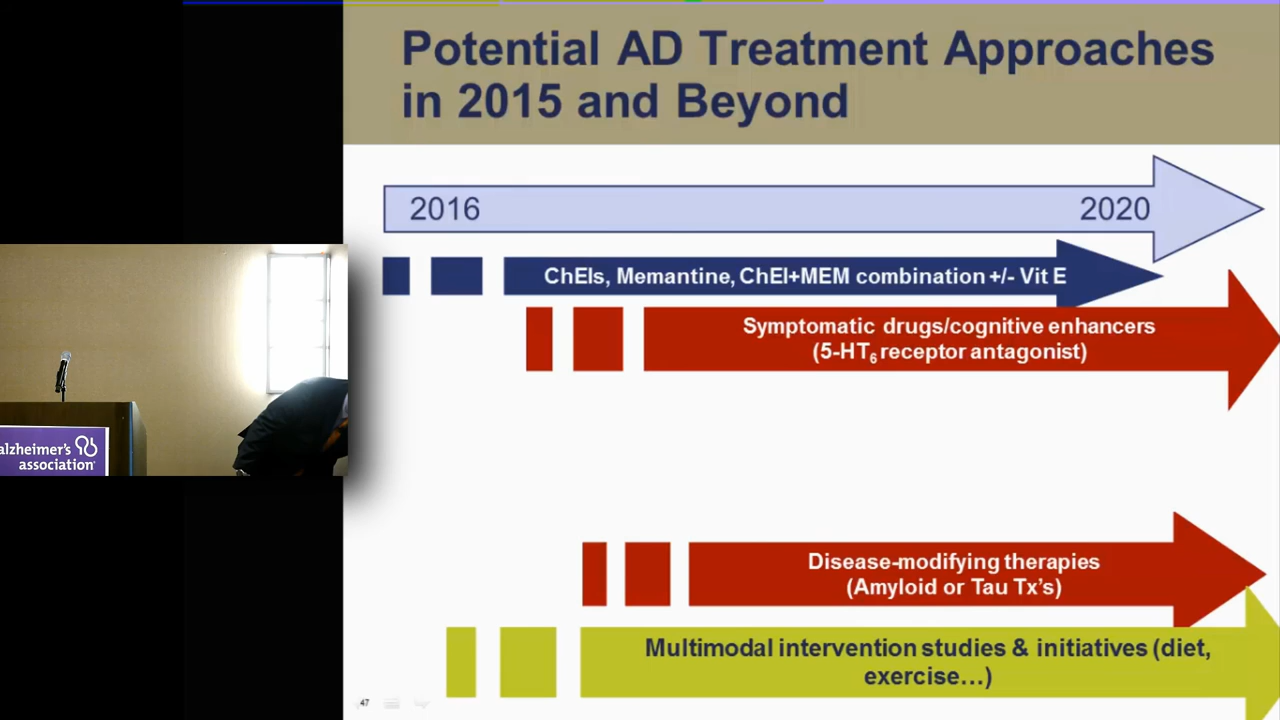 Potential AD Treatment Approaches
in 2015 and Beyond
2016 2020
ChEIs, Memantine, ChEI+MEM combination +/- Vit E
Symptomatic drugs/cognitive enhancers
(5-HT6 receptor antagonist)
alzheimer's
association
Disease-modifying therapies
(Amyloid or Tau Tx's)
Multimodal intervention studies & initiatives (diet,
exercise…)
47